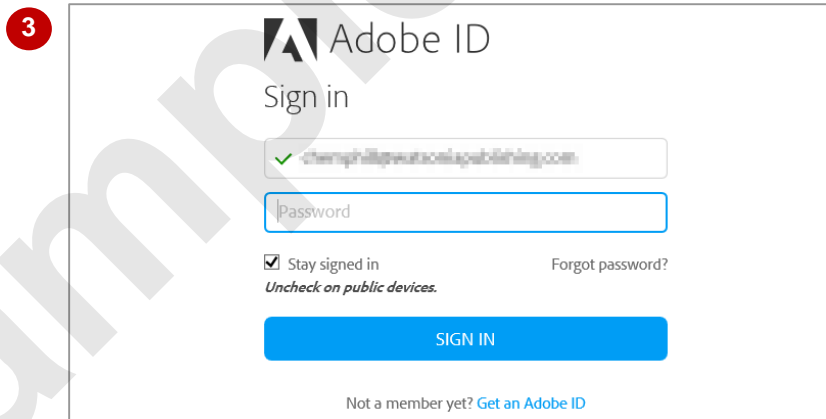 3
Adobe ID
Sign in
Password
Stay signed in Forgot password?
Uncheck on public devices.
SIGN IN
Not a member yet? Get an Adobe ID